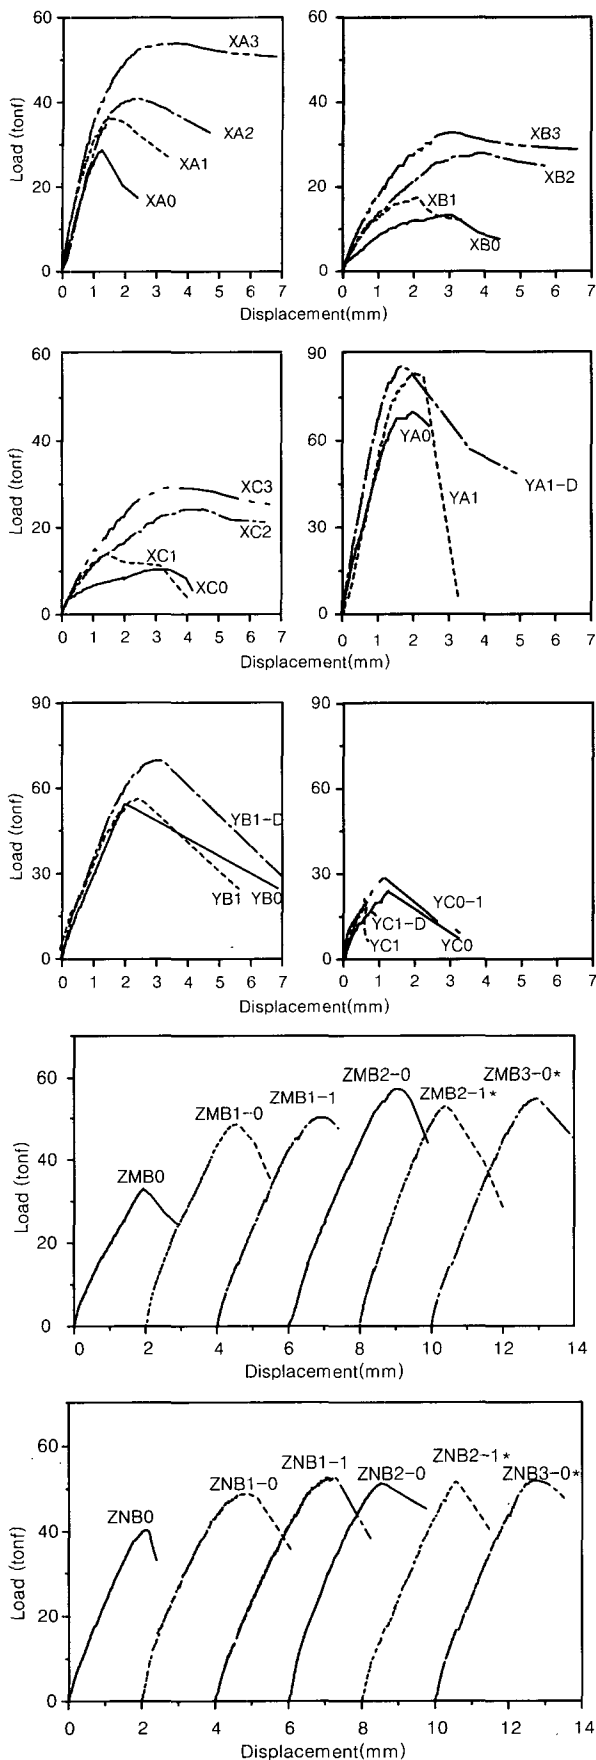 60
40
20
0
Load (tonf)
XA3
XA2
XA1
XA0
0 1 2 3 4 5 6 7
Displacement(mm)
60
40
20
0
XB3
XB2
XB1
XB0
0 1 2 3 4 5 6 7
Displacement(mm)
60
40
20
0
Load (tonf)
XC3
XC2
XC1
XC0
0 1 2 3 4 5 6 7
Displacement(mm)
90
60
30
0
YA0
YA1
YA1-D
0 1 2 3 4 5 6 7
Displacement(mm)
90
60
30
0
Load (tonf)
YB1-D
YB1 YB0
0 1 2 3 4 5 6 7
Displacement(mm)
90
60
30
0
YC0-1
YC1-D
YC1 YC0
0 1 2 3 4 5 6 7
Displacement(mm)
60
40
20
0
Load (tonf)
ZMB0
ZMB1-0
ZMB1-1
ZMB2-0
ZMB2-1*
ZMB3-0*
0 2 4 6 8 10 12 14
Displacement(mm)
60
40
20
0
Load (tonf)
ZNB0
ZNB1-0
ZNB1-1
ZNB2-0
ZNB2-1*
ZNB3-0*
0 2 4 6 8 10 12 14
Displacement(mm)